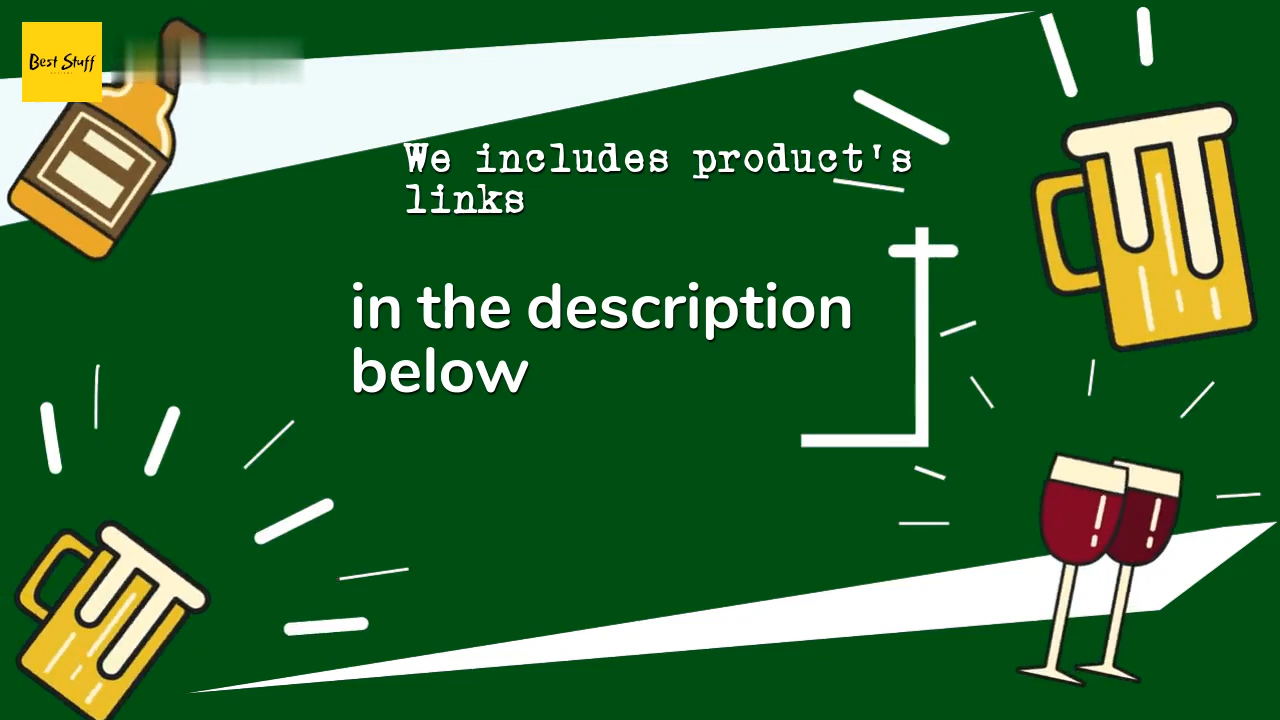 Best Stuff
We includes product's
links
in the description
below